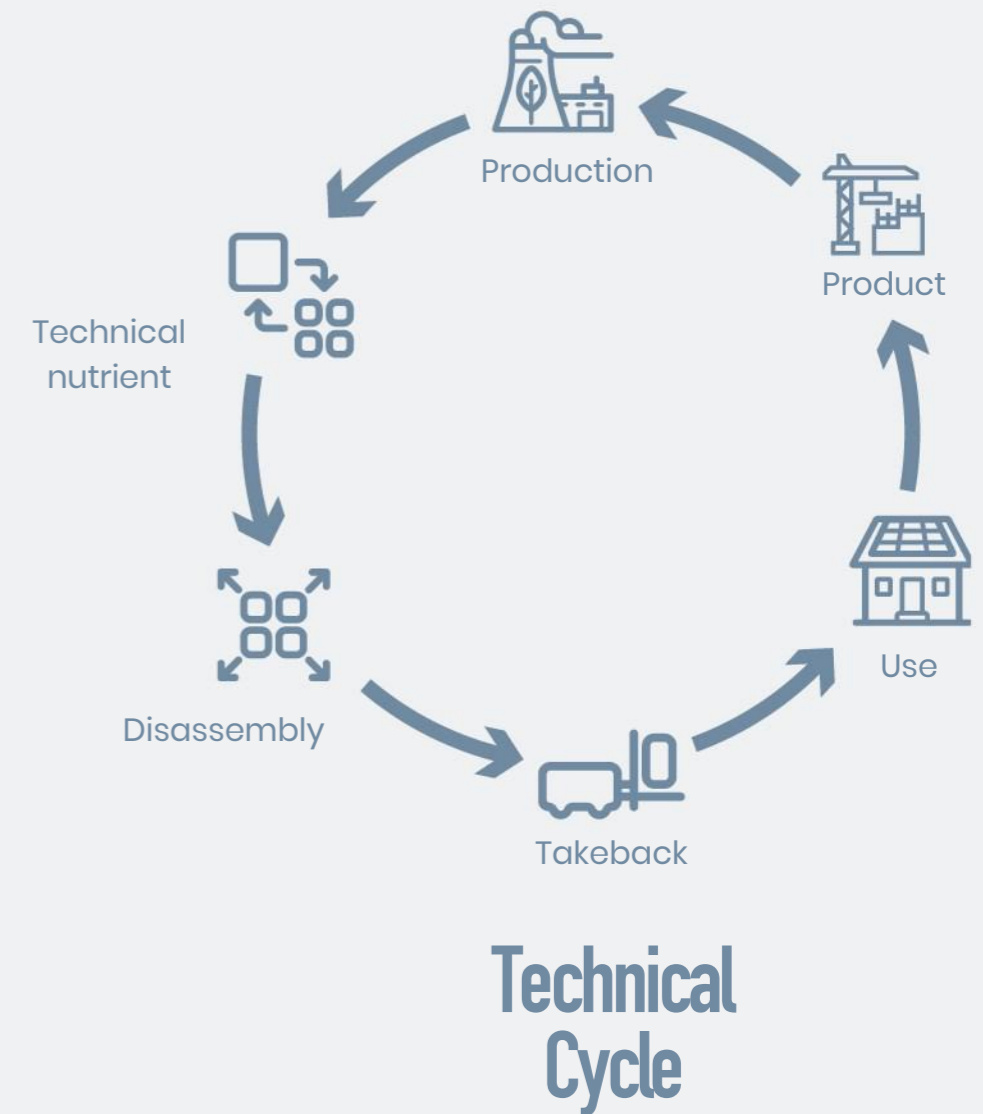 Production
Product
Technical
nutrient
Use
Disassembly
Takeback
Technical
Cycle